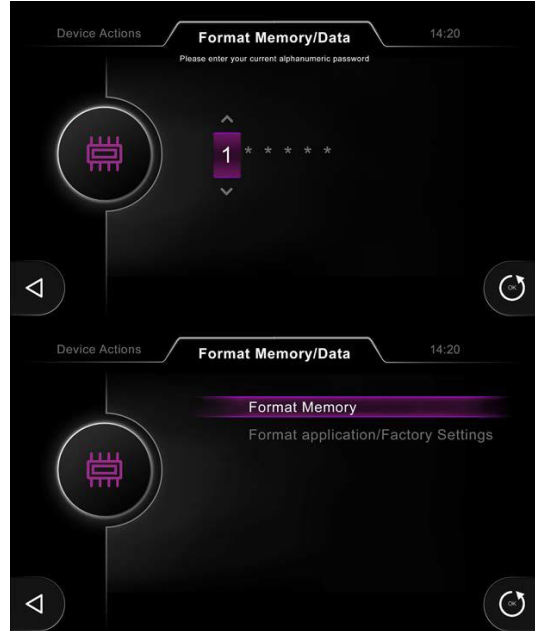 Device Actions
Format Memory/Data
14:20
Please enter your current alphanumeric password
1 * * * * *
OK
Device Actions
Format Memory/Data
14:20
Format Memory
Format application/Factory Settings
OK